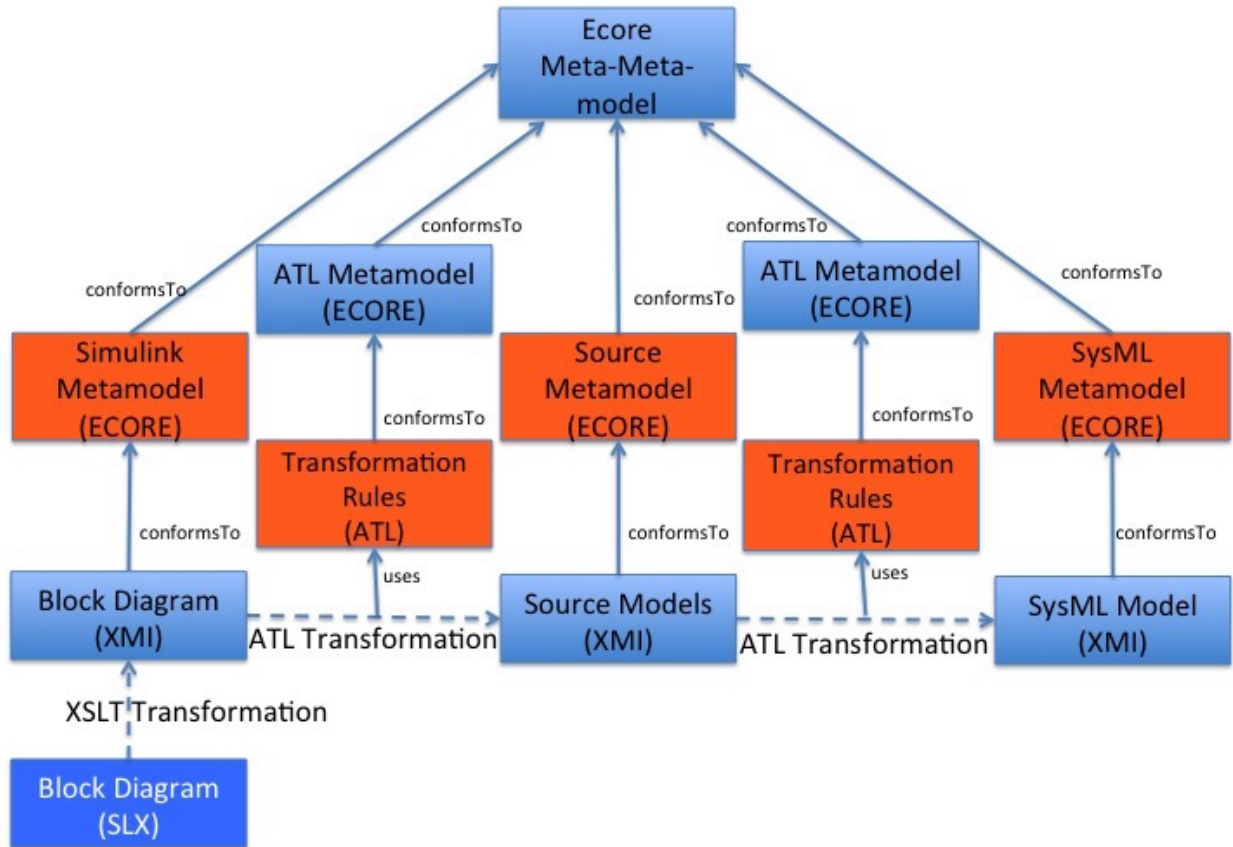 Ecore
Meta-Meta-
model
conformsTo
conformsTo
ATL Metamodel
(ECORE)
ATL Metamodel
(ECORE)
conformsTo
conformsTo
conformsTo
Simulink
Metamodel
(ECORE)
Source
Metamodel
(ECORE)
SysML
Metamodel
(ECORE)
conformsTo
conformsTo
Transformation
Rules
(ATL)
Transformation
Rules
(ATL)
conformsTo
conformsTo
conformsTo
uses
uses
Block Diagram
(XMI)
Source Models
(XMI)
SysML Model
(XMI)
ATL Transformation
ATL Transformation
XSLT Transformation
Block Diagram
(SLX)